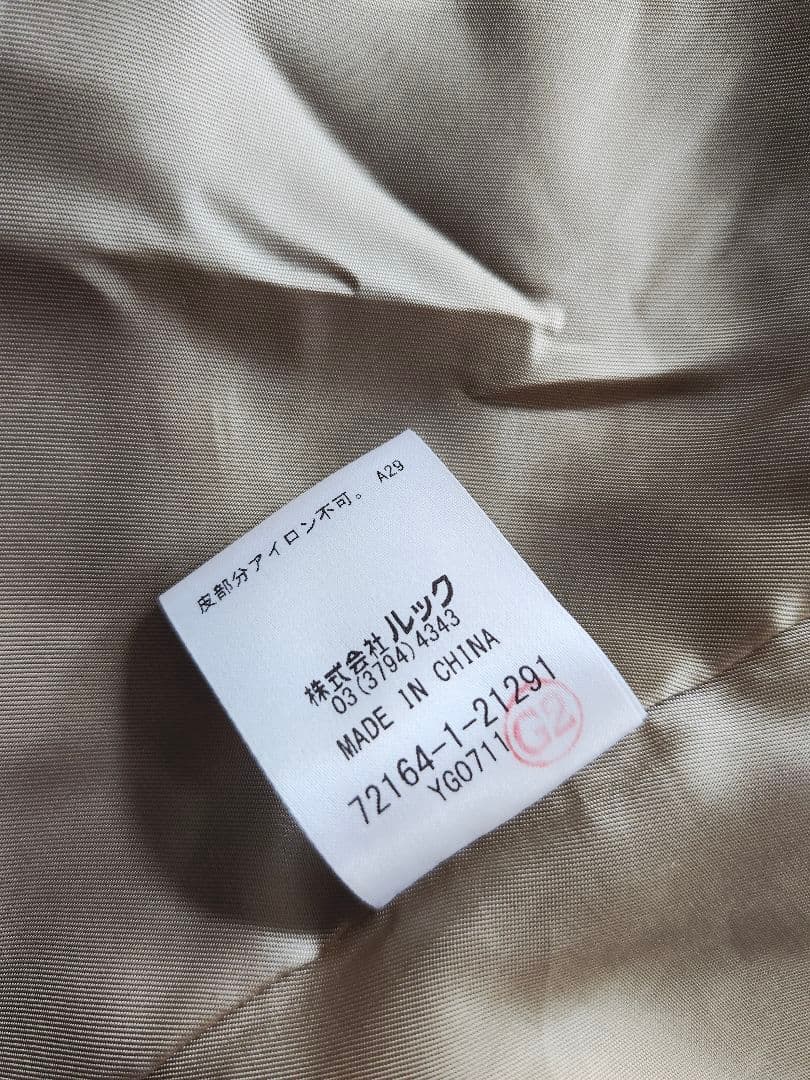 皮部分アイロン不可。 A29
株式会社 ルック
03(3794)4343
MADE IN CHINA
72164-1-21291
YG0711
G2